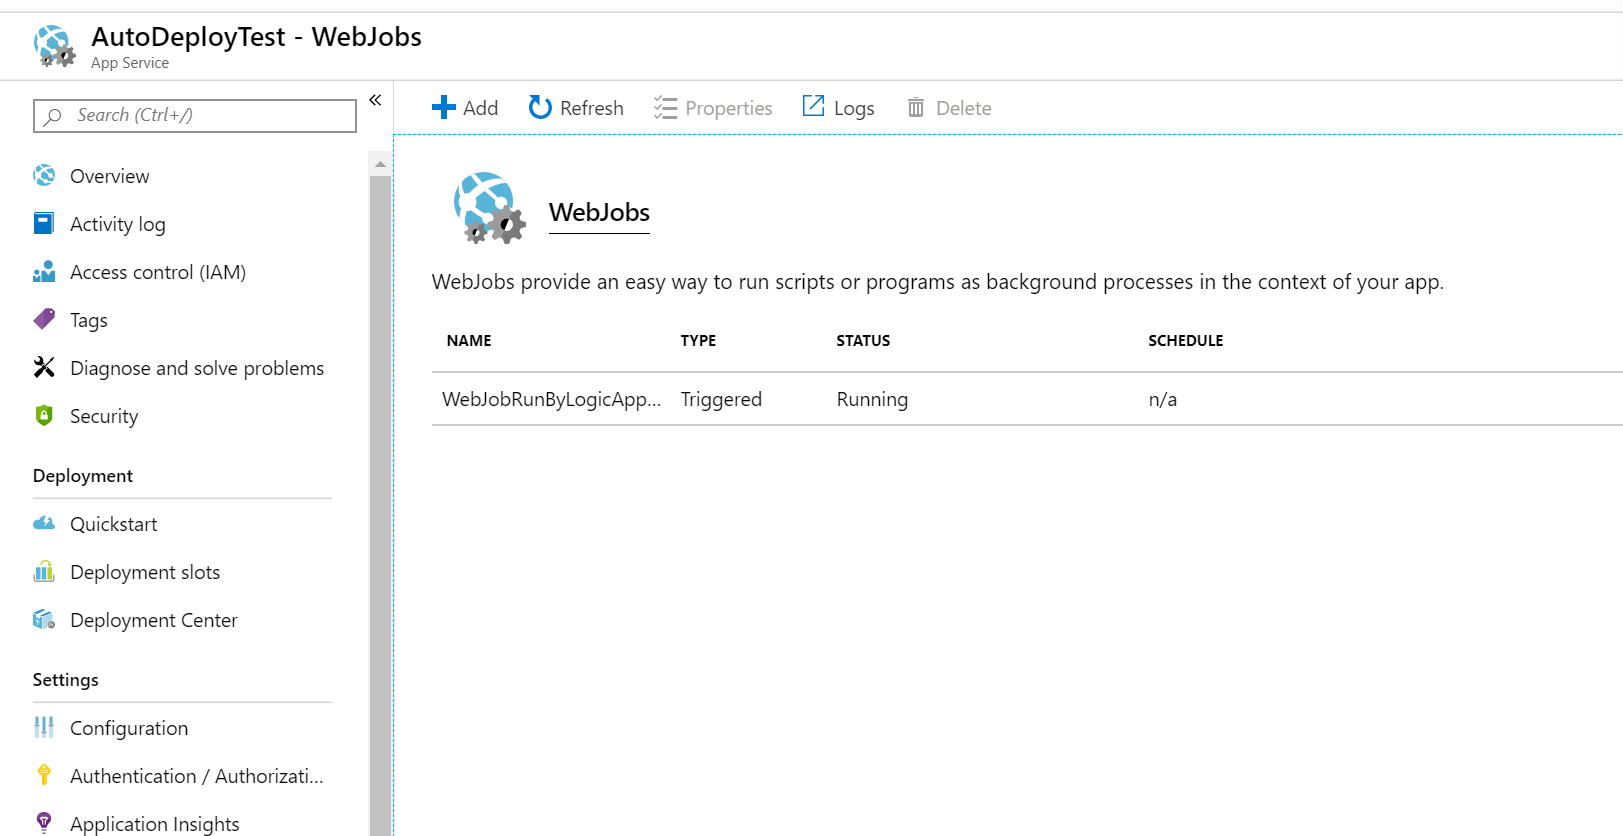 AutoDeployTest - WebJobs
App Service
Search (Ctrl+/)
«
Overview
Activity log
Access control (IAM)
Tags
Diagnose and solve problems
Security
Deployment
Quickstart
Deployment slots
Deployment Center
Settings
Configuration
Authentication / Authorizati...
Application Insights
Add Refresh Properties Logs Delete
WebJobs
WebJobs provide an easy way to run scripts or programs as background processes in the context of your app.
NAME TYPE STATUS SCHEDULE
WebJobRunByLogicApp... Triggered Running n/a